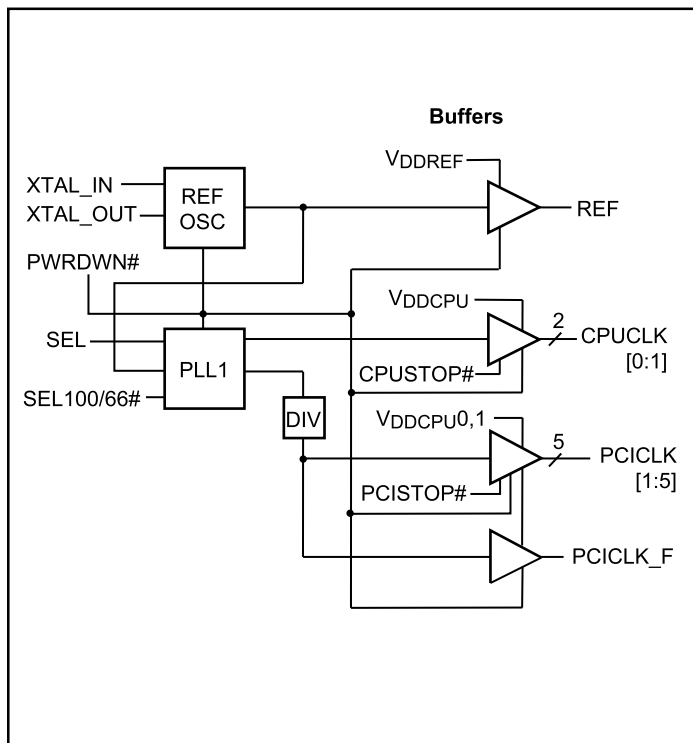 Buffers
VDDREF
XTAL_IN
REF
OSC
XTAL_OUT
REF
PWRDWN#
VDDCPU
2
SEL
PLL1
CPUCLK
[0:1]
CPUSTOP#
SEL100/66#
DIV
VDDCPU0,1
5
PCICLK
[1:5]
PCISTOP#
PCICLK_F